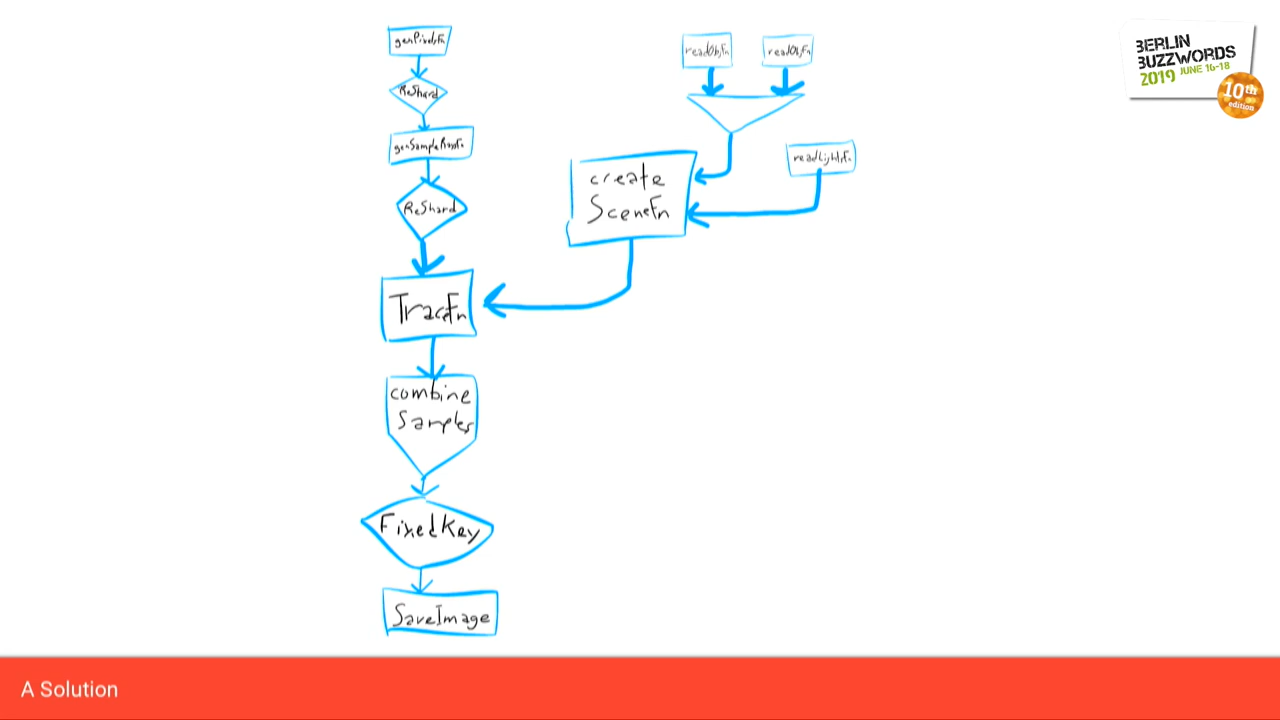 genPixelsFn
ReShard
genSampleRaysFn
ReShard
TraceFn
combine
Samples
FixedKey
SaveImage
readObjFn
readObjFn
create
SceneFn
readLightFn
BERLIN
BUZZWORDS
2019 JUNE 16-18
10th
edition
A Solution